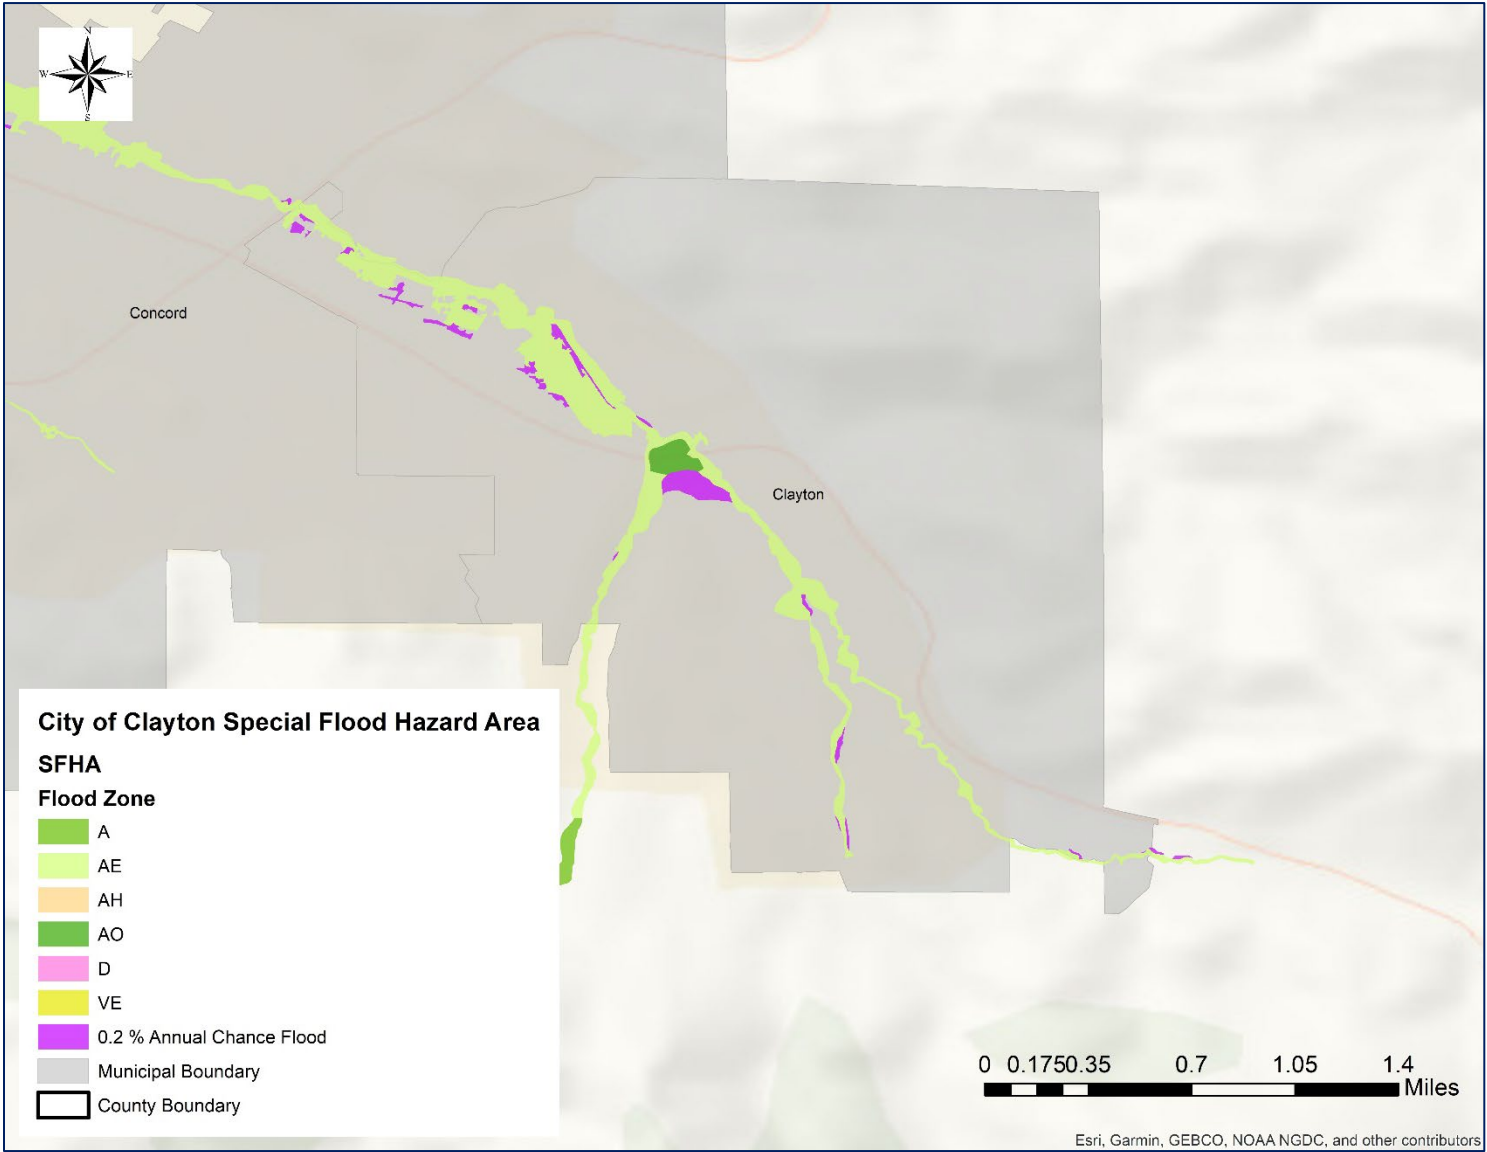 N
W E
S
Concord
Clayton
City of Clayton Special Flood Hazard Area
SFHA
Flood Zone
A
AE
AH
AO
D
VE
0.2 % Annual Chance Flood
Municipal Boundary
County Boundary
0 0.175 0.35 0.7 1.05 1.4
Miles
Esri, Garmin, GEBCO, NOAA NGDC, and other contributors